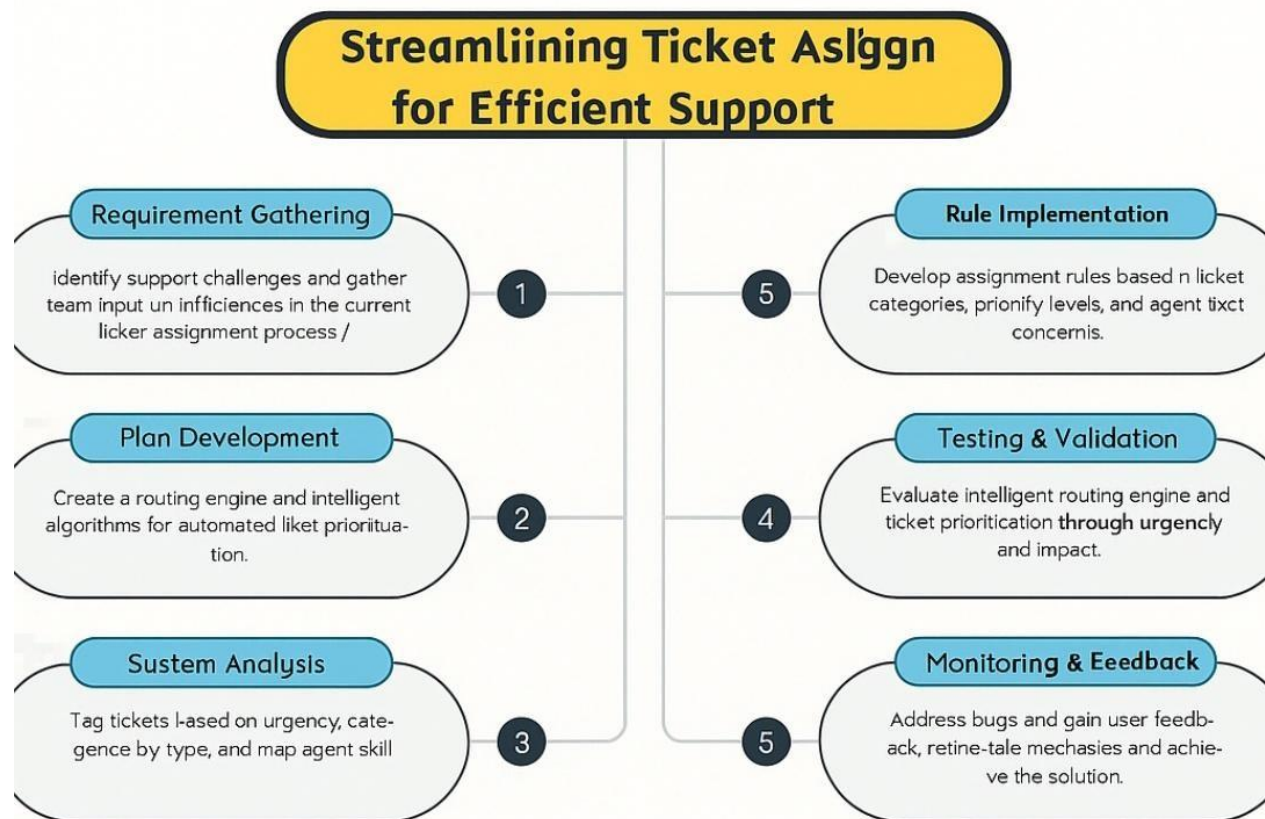 Streamliining Ticket Aslggn
for Efficient Support
Requirement Gathering
identify support challenges and gather
team input un infficiences in the current
licker assignment process /
1
Plan Development
Create a routing engine and intelligent
algorithms for automated liket prioritua-
tion.
2
Sustem Analysis
Tag tickets l-ased on urgency, cate-
gence by type, and map agent skill
3
Rule Implementation
Develop assignment rules based n licket
categories, prionify levels, and agent tixct
concernis.
5
Testing & Validation
Evaluate intelligent routing engine and
ticket prioritication through urgencly
and impact.
4
Monitoring & Eeedback
Address bugs and gain user feedb-
ack, retine-tale mechasies and achie-
ve the solution.
5